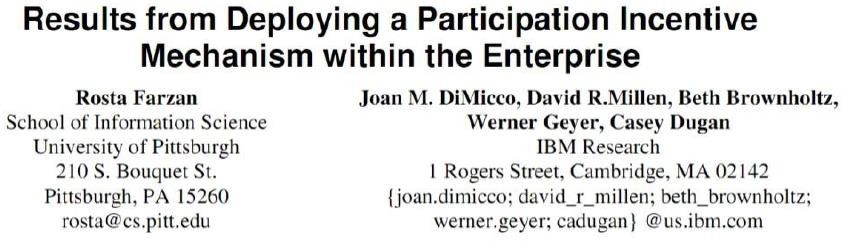 Results from Deploying a Participation Incentive
Mechanism within the Enterprise
Rosta Farzan
School of Information Science
University of Pittsburgh
210 S. Bouquet St.
Pittsburgh, PA 15260
rosta@cs.pitt.edu
Joan M. DiMicco, David R.Millen, Beth Brownholtz,
Werner Geyer, Casey Dugan
IBM Research
1 Rogers Street, Cambridge, MA 02142
{joan.dimicco; david_r_millen; beth_brownholtz;
werner.geyer; cadugan} @us.ibm.com